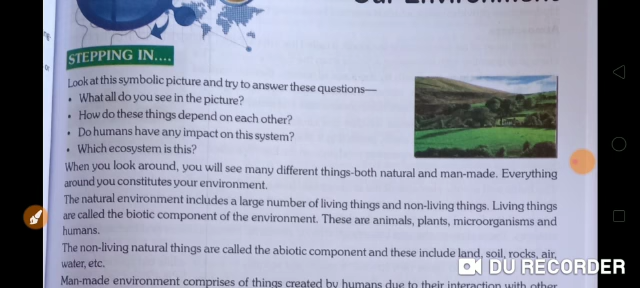 Our Environment
STEPPING IN....
Look at this symbolic picture and try to answer these questions—
• What all do you see in the picture?
• How do these things depend on each other?
• Do humans have any impact on this system?
• Which ecosystem is this?
When you look around, you will see many different things-both natural and man-made. Everything
around you constitutes your environment.
The natural environment includes a large number of living things and non-living things. Living things
are called the biotic component of the environment. These are animals, plants, microorganisms and
humans.
The non-living natural things are called the abiotic component and these include land, soil, rocks, air,
water, etc.
Man-made environment comprises of things created by humans due to their interaction with other
DU RECORDER